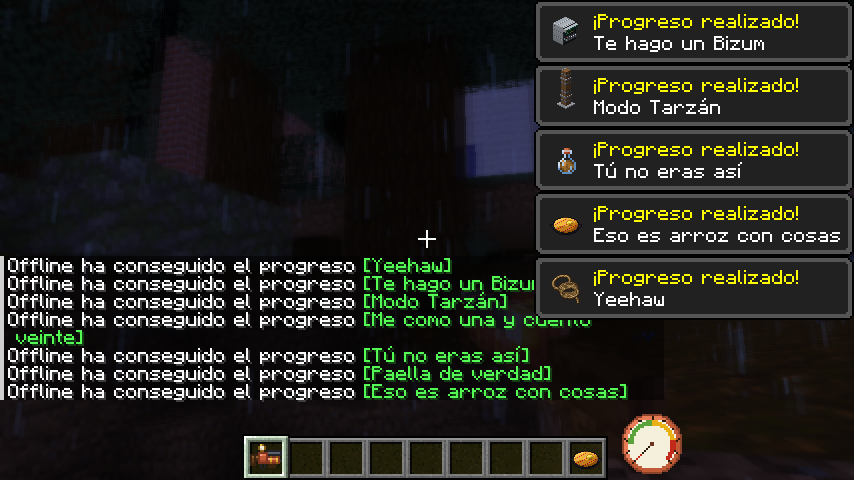 ¡Progreso realizado!
Te hago un Bizum
¡Progreso realizado!
Modo Tarzán
¡Progreso realizado!
Tú no eras así
¡Progreso realizado!
Eso es arroz con cosas
¡Progreso realizado!
Yeehaw
Offline ha conseguido el progreso [Yeehaw]
Offline ha conseguido el progreso [Te hago un Bizu
Offline ha conseguido el progreso [Modo Tarzán]
Offline ha conseguido el progreso [Me como una y cuento
veinte]
Offline ha conseguido el progreso [Tú no eras así]
Offline ha conseguido el progreso [Paella de verdad]
Offline ha conseguido el progreso [Eso es arroz con cosas]